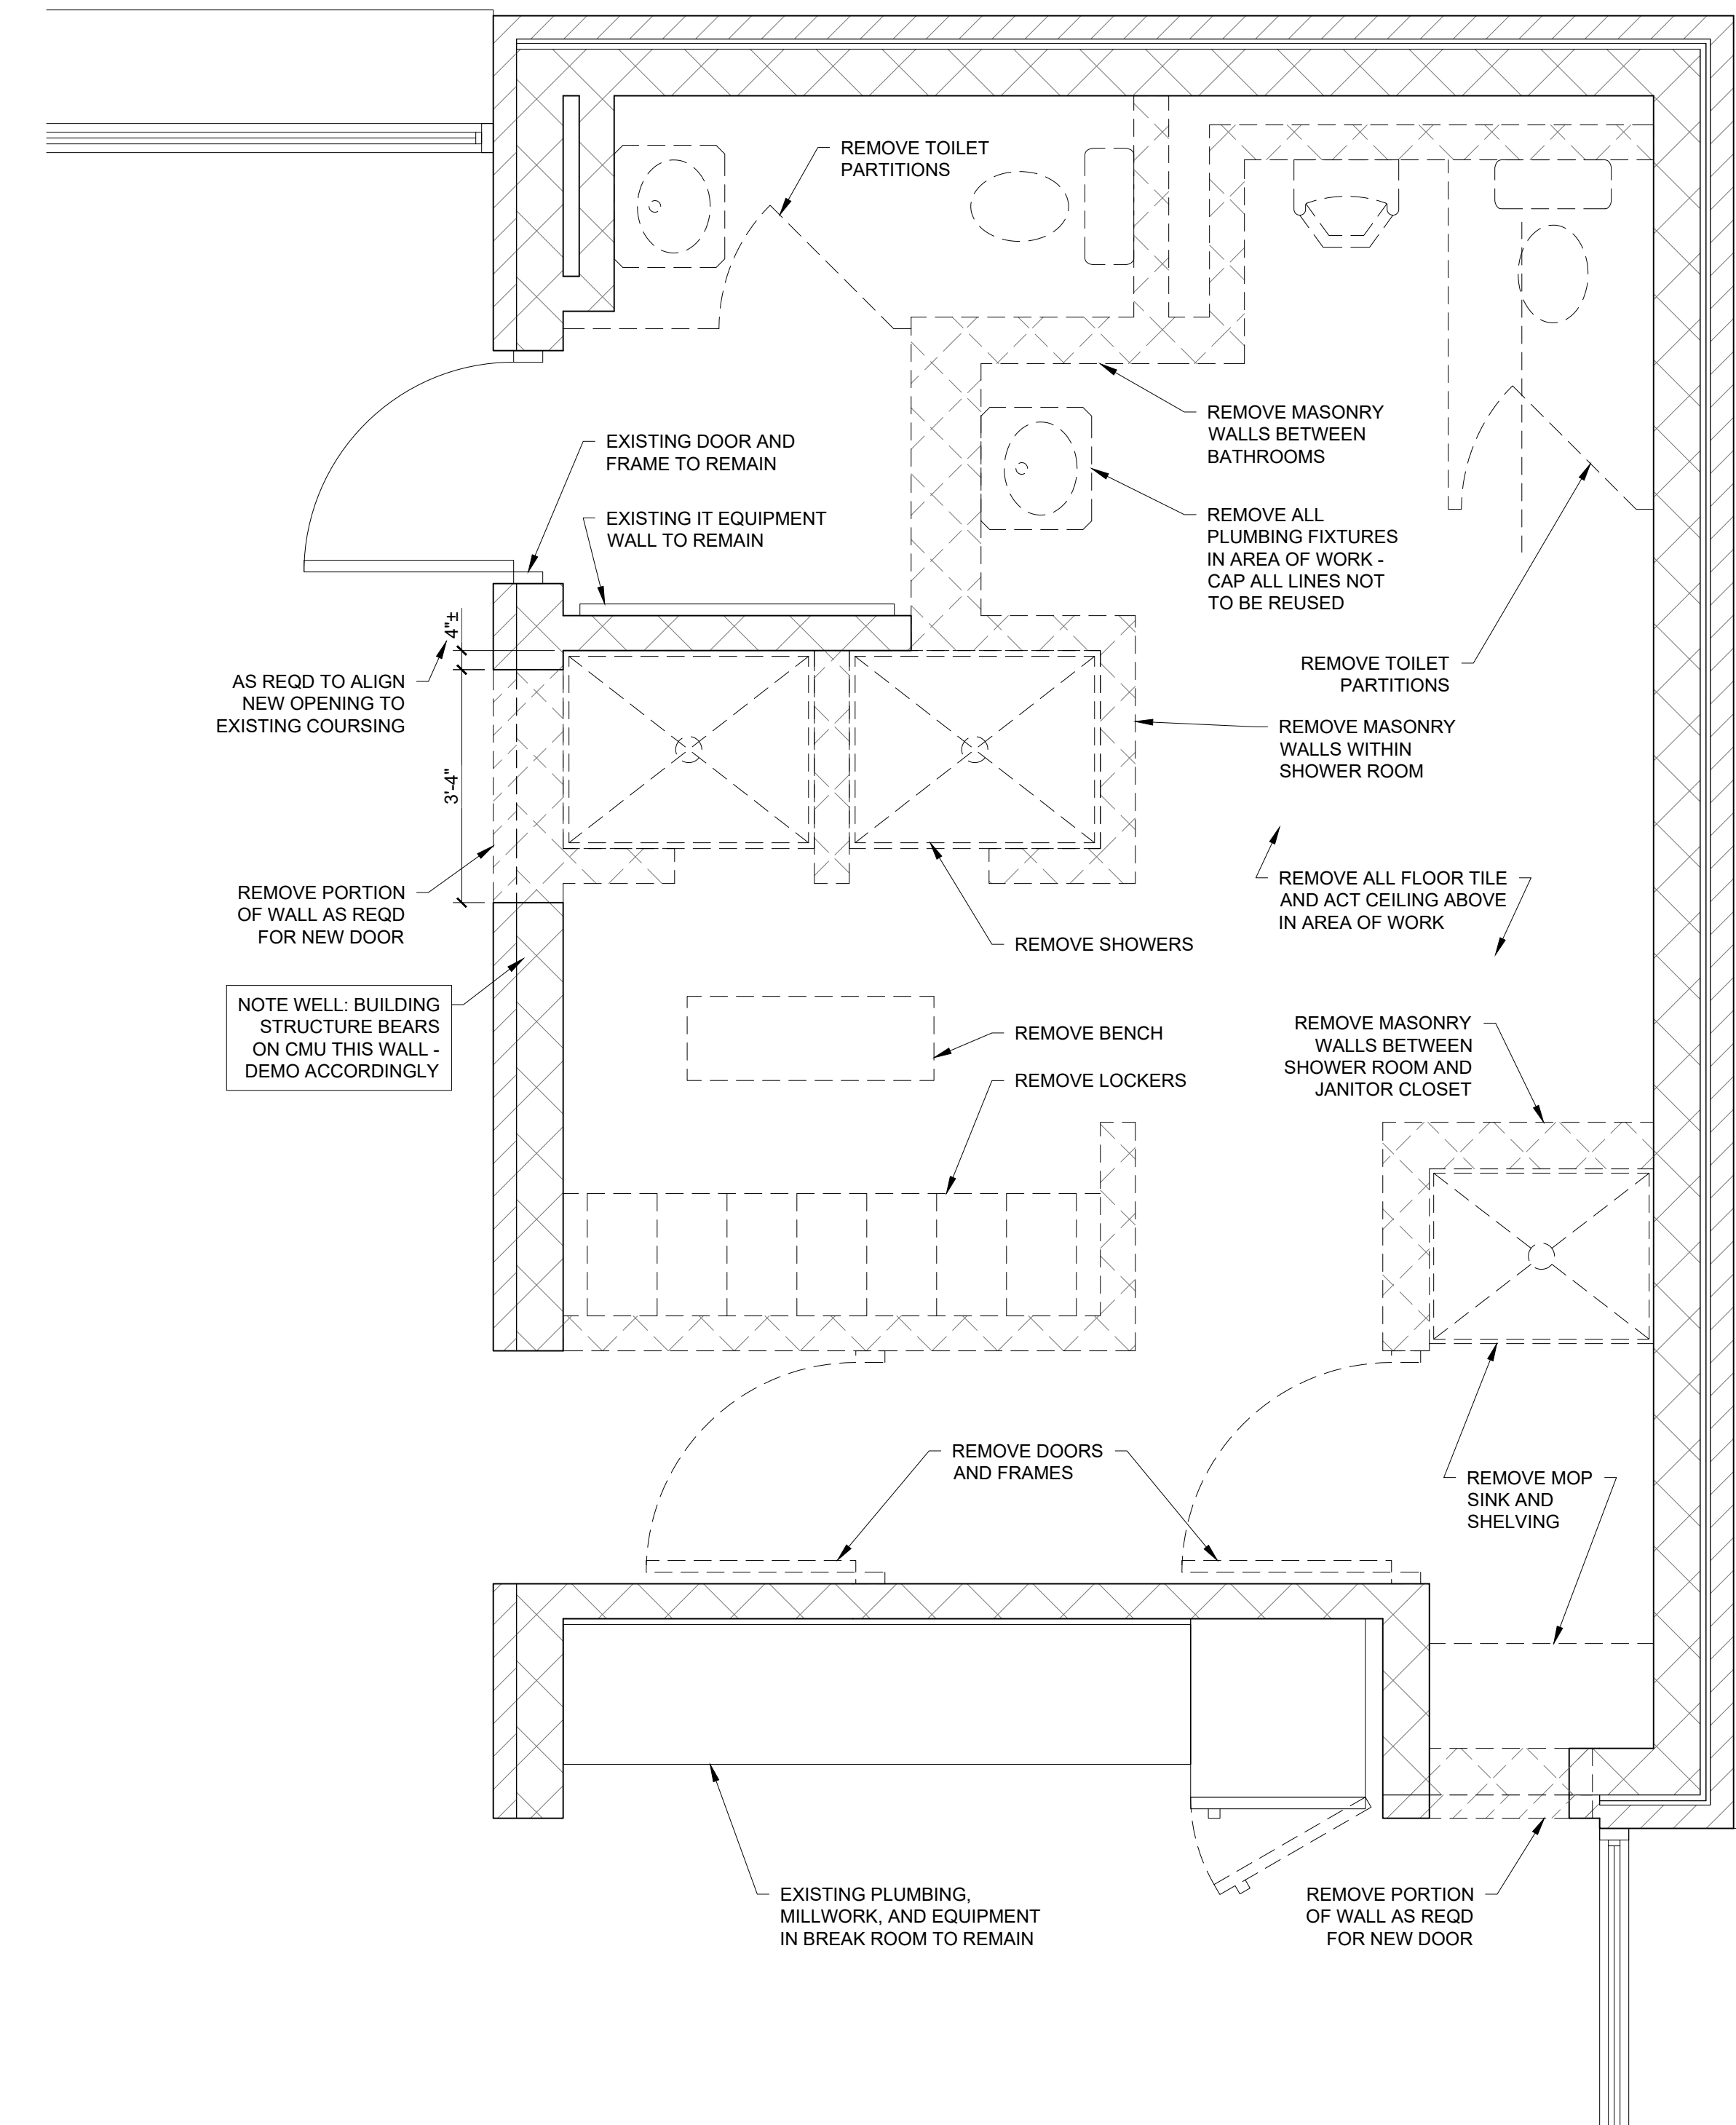 REMOVE TOILET
PARTITIONS
REMOVE MASONRY
WALLS BETWEEN
BATHROOMS
EXISTING DOOR AND
FRAME TO REMAIN
EXISTING IT EQUIPMENT
WALL TO REMAIN
REMOVE ALL
PLUMBING FIXTURES
IN AREA OF WORK -
CAP ALL LINES NOT
TO BE REUSED
4"±
AS REQD TO ALIGN
NEW OPENING TO
EXISTING COURSING
REMOVE TOILET
PARTITIONS
REMOVE MASONRY
WALLS WITHIN
SHOWER ROOM
3'-4"
REMOVE PORTION
OF WALL AS REQD
FOR NEW DOOR
REMOVE ALL FLOOR TILE
AND ACT CEILING ABOVE
IN AREA OF WORK
REMOVE SHOWERS
NOTE WELL: BUILDING
STRUCTURE BEARS
ON CMU THIS WALL -
DEMO ACCORDINGLY
REMOVE BENCH
REMOVE LOCKERS
REMOVE MASONRY
WALLS BETWEEN
SHOWER ROOM AND
JANITOR CLOSET
REMOVE DOORS
AND FRAMES
REMOVE MOP
SINK AND
SHELVING
EXISTING PLUMBING,
MILLWORK, AND EQUIPMENT
IN BREAK ROOM TO REMAIN
REMOVE PORTION
OF WALL AS REQD
FOR NEW DOOR